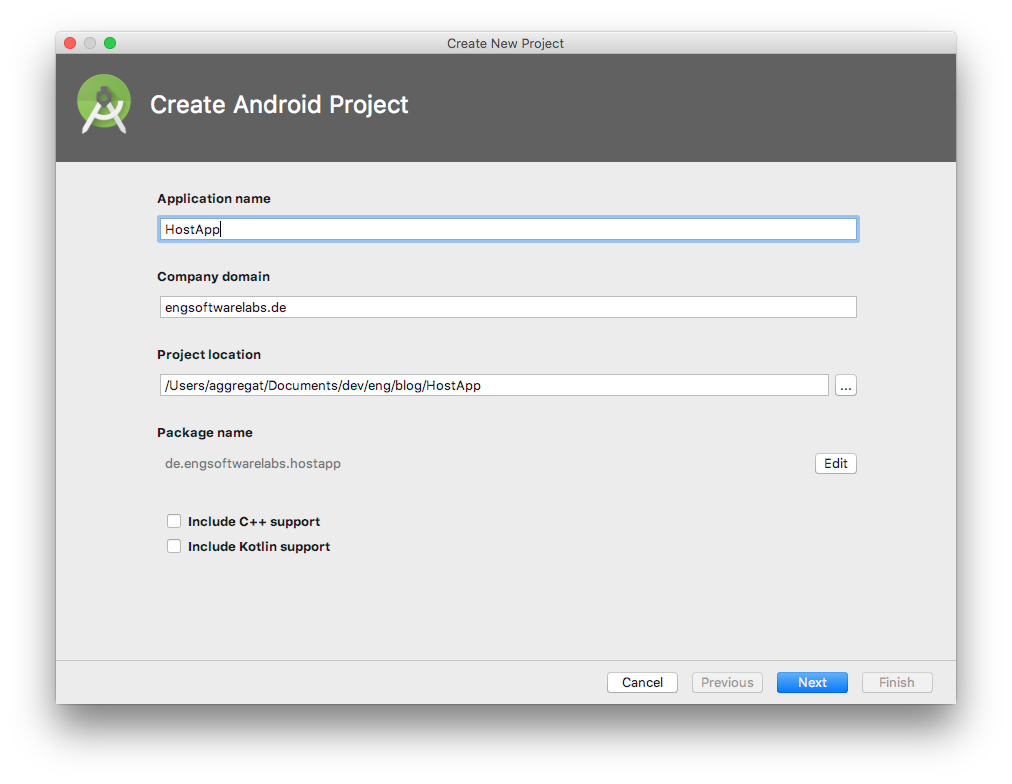 Create New Project
Create Android Project
Application name
HostApp
Company domain
engsoftwarelabs.de
Project location
/Users/aggregat/Documents/dev/eng/blog/HostApp
...
Package name
de.engsoftwarelabs.hostapp
Edit
Include C++ support
Include Kotlin support
Cancel Previous Next Finish